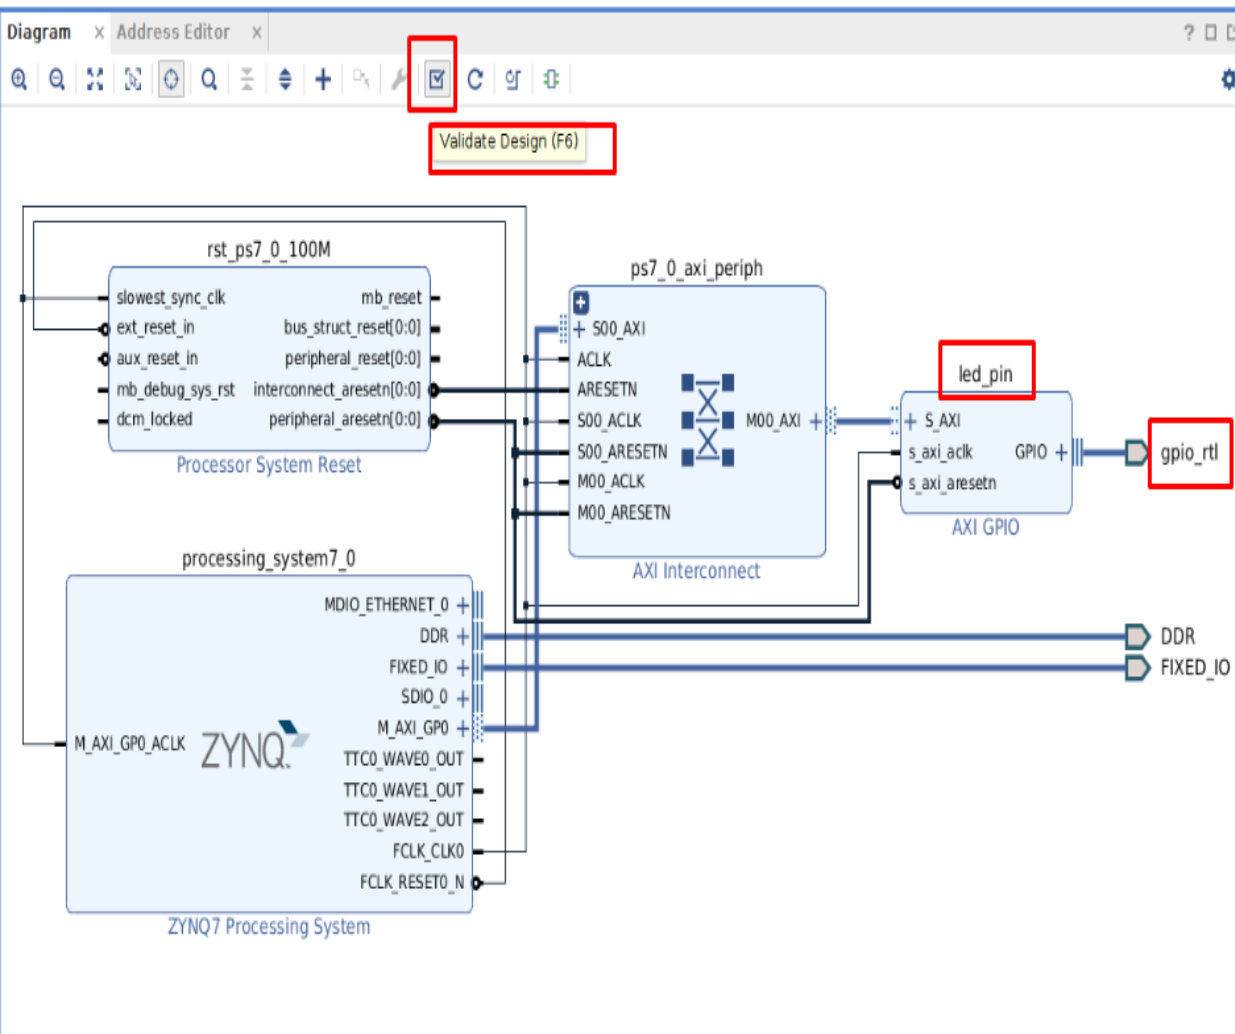 Diagram × Address Editor ×
?
Validate Design (F6)
rst_ps7_0_100M
slowest_sync_clk
ext_reset_in
aux_reset_in
mb_debug_sys_rst
dcm_locked
mb_reset
bus_struct_reset[0:0]
peripheral_reset[0:0]
interconnect_aresetn[0:0]
peripheral_aresetn[0:0]
Processor System Reset
ps7_0_axi_periph
S00_AXI
ACLK
ARESETN
S00_ACLK
S00_ARESETN
M00_ACLK
M00_ARESETN
M00_AXI
AXI Interconnect
led_pin
S_AXI
s_axi_aclk
s_axi_aresetn
GPIO
AXI GPIO
gpio_rtl
processing_system7_0
M_AXI_GP0_ACLK
ZYNQ
MDIO_ETHERNET_0
DDR
FIXED_IO
SDIO_0
M_AXI_GP0
TTC0_WAVE0_OUT
TTC0_WAVE1_OUT
TTC0_WAVE2_OUT
FCLK_CLK0
FCLK_RESET0_N
ZYNQ7 Processing System
DDR
FIXED_IO